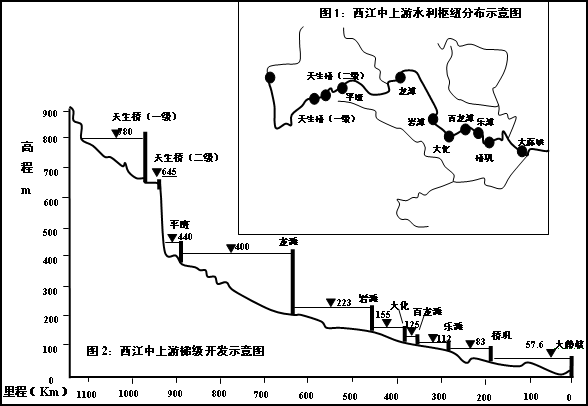 图1：西江中上游水利枢纽分布示意图
天生桥（二级）
平班
龙滩
天生桥（一级）
岩滩
百龙滩
乐滩
大化
桥巩
大藤峡
900
天生桥（一级）
800
780
高程
m
天生桥（二级）
700
645
600
平班
500
440
龙滩
400
400
300
岩滩
大化
百龙滩
223
155
125
乐滩
桥巩
200
112
83
57.6
大藤峡
100
图2：西江中上游梯级开发示意图
0
里程（Km）
1100
1000
900
800
700
600
500
400
300
200
100
0